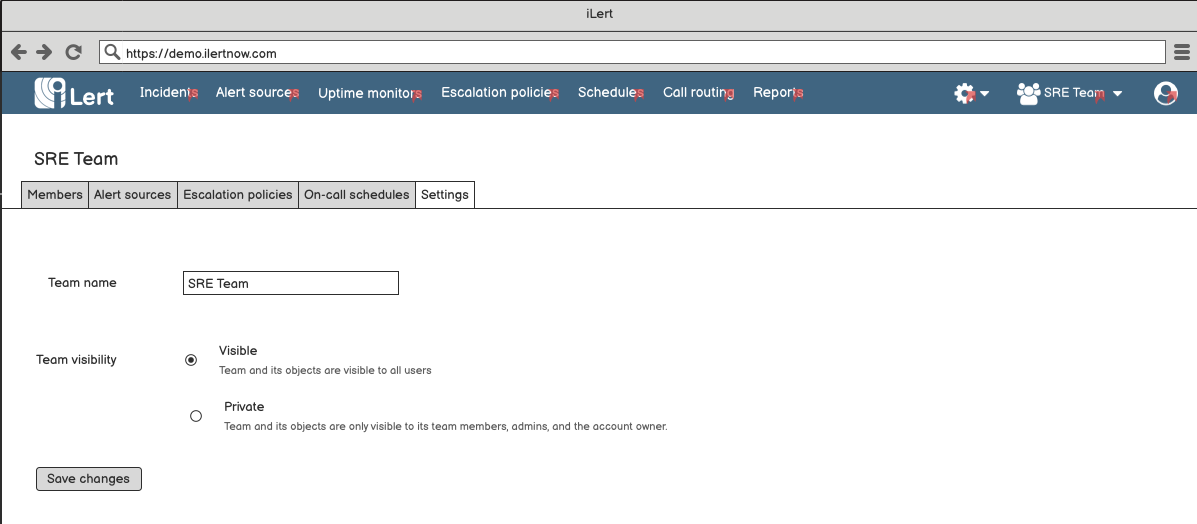 iLert
https://demo.ilertnow.com
iLert Incidents Alert sources Uptime monitors Escalation policies Schedules Call routing Reports SRE Team
SRE Team
Members Alert sources Escalation policies On-call schedules Settings
Team name SRE Team
Visible
Team visibility
Team and its objects are visible to all users
Private
Team and its objects are only visible to its team members, admins, and the account owner.
Save changes